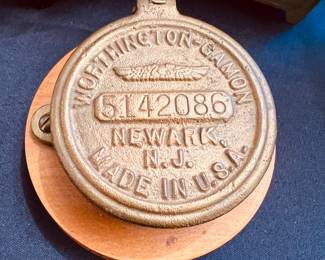 WORTHINGTON-GAMON
5142086
NEWARK,
N.J.
MADE IN U.S.A.